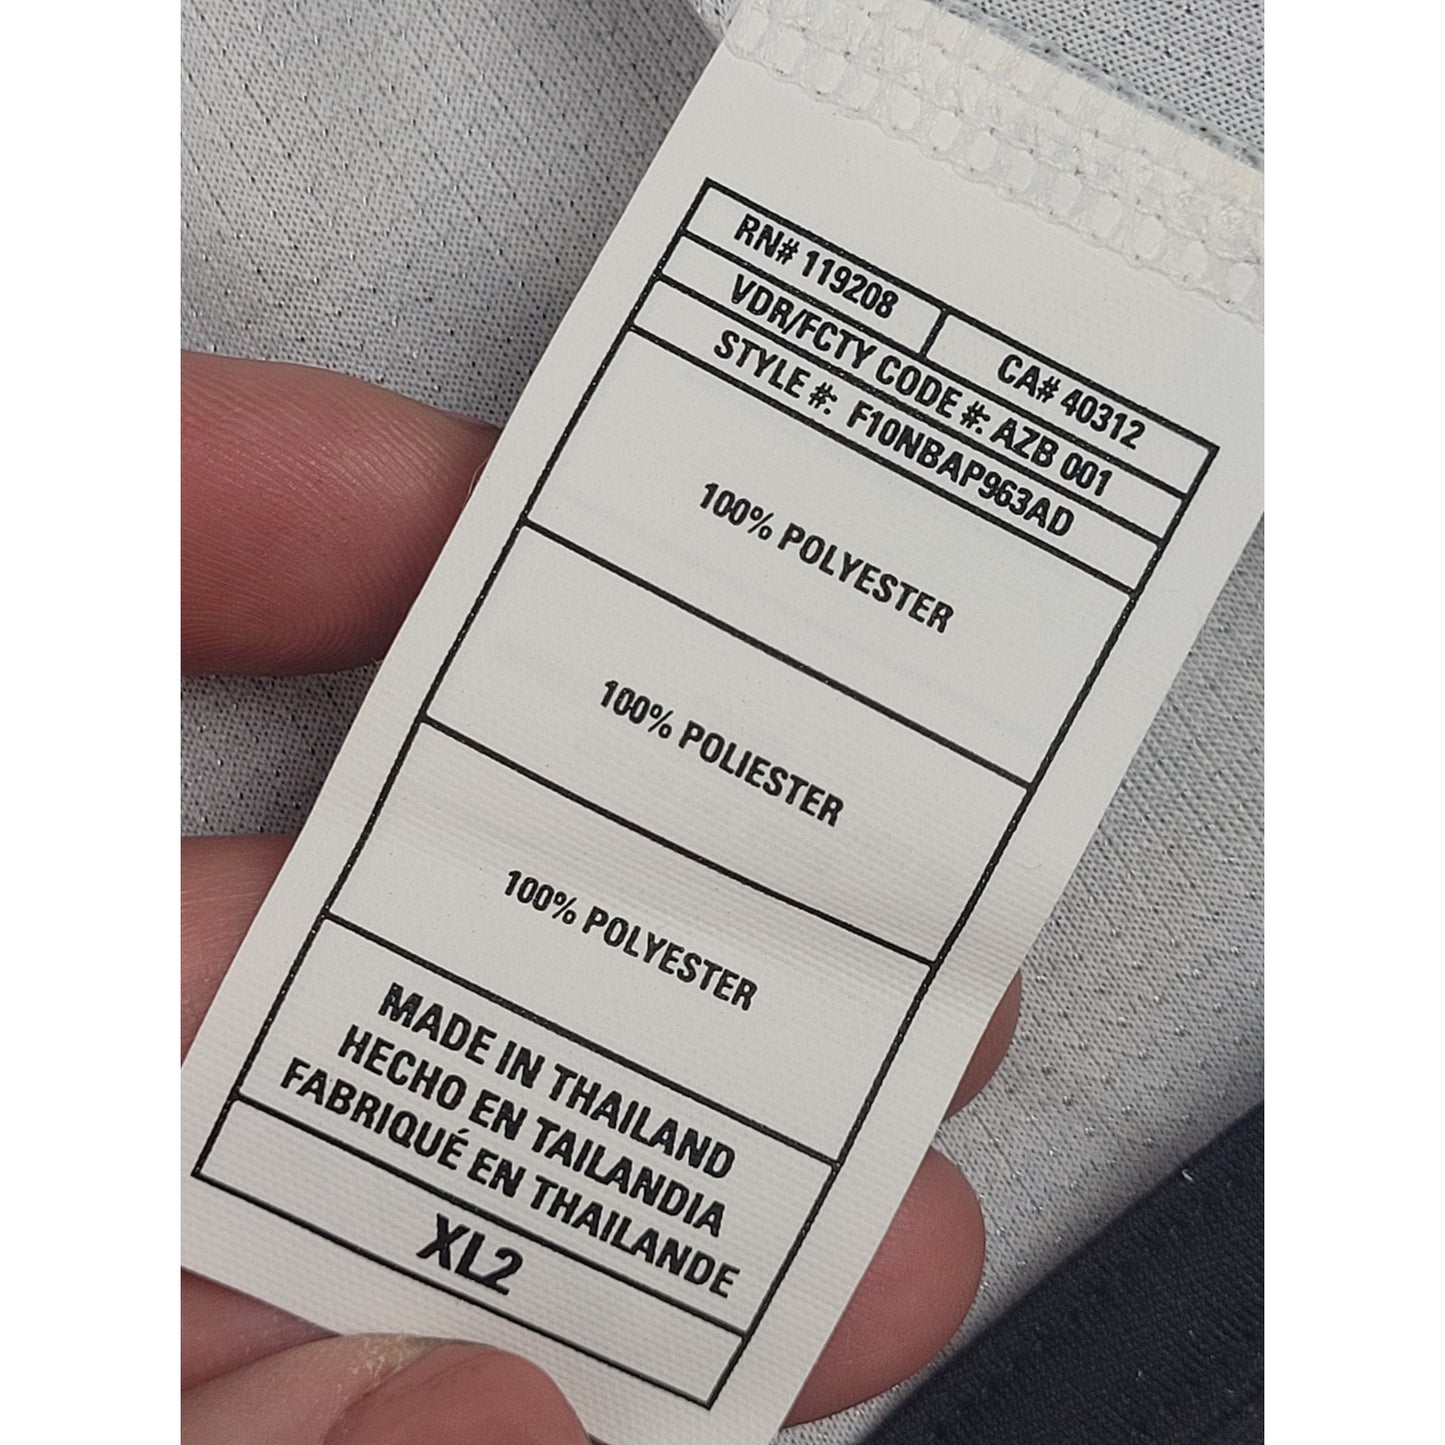 RN# 119208
CA# 40312
VDR/FCTY CODE #: AZB 001
STYLE #: F10NBAP963AD
100% POLYESTER
100% POLIESTER
100% POLYESTER
MADE IN THAILAND
HECHO EN TAILANDIA
FABRIQUÉ EN THAILANDE
XL2